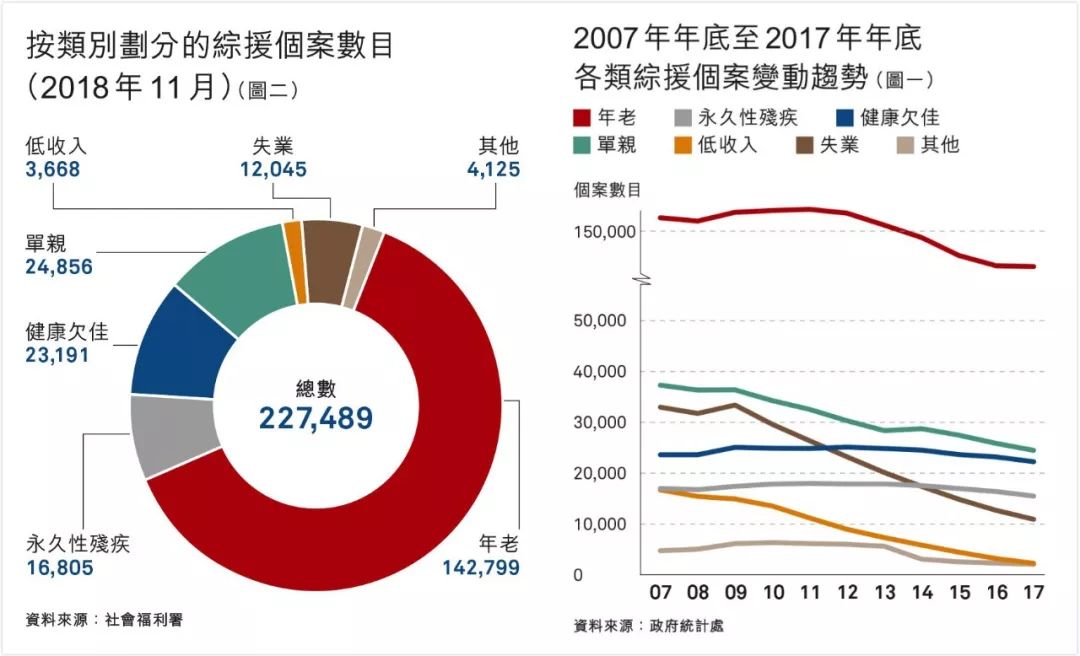 按類別劃分的綜援個案數目
（2018年11月）（圖二）
低收入
3,668
失業
12,045
其他
4,125
單親
24,856
健康欠佳
23,191
總數
227,489
永久性殘疾
16,805
年老
142,799
資料來源：社會福利署
2007年年底至2017年年底
各類綜援個案變動趨勢（圖一）
年老 永久性殘疾 健康欠佳
單親 低收入 失業 其他
個案數目
150,000
50,000
40,000
30,000
20,000
10,000
0
07 08 09 10 11 12 13 14 15 16 17
資料來源：政府統計處